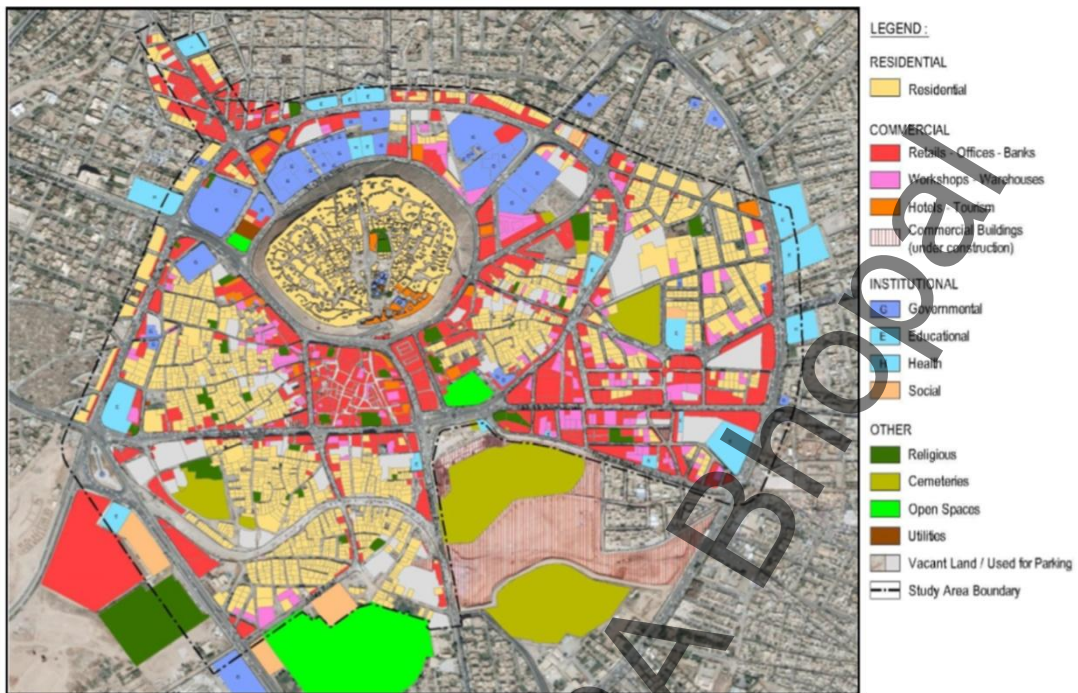 LEGEND :
RESIDENTIAL
Residential
COMMERCIAL
Retails - Offices - Banks
Workshops - Warehouses
Hotels - Tourism
Commercial Buildings
(under construction)
INSTITUTIONAL
G Governmental
E Educational
H Health
Social
OTHER
Religious
Cemeteries
Open Spaces
Utilities
Vacant Land / Used for Parking
Study Area Boundary
A Bhopal